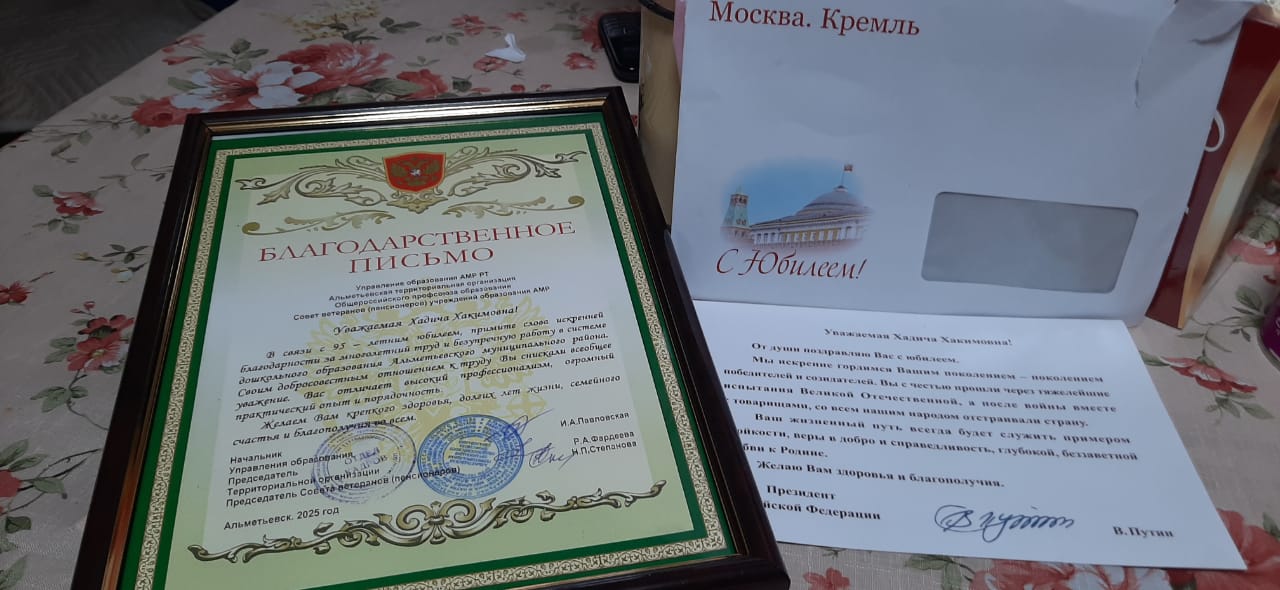 БЛАГОДАРСТВЕННОЕ
ПИСЬМО
Управление образования АМР РТ
Альметьевская территориальная организация
Общероссийского профсоюза образования
Совет ветеранов (пенсионеров) учреждений образования АМР
Уважаемая Хадича Хакимовна!
В связи с 95 – летним юбилеем, примите слова искренней
благодарности за многолетний труд и безупречную работу в системе
дошкольного образования Альметьевского муниципального района.
Своим добросовестным отношением к труду Вы снискали всеобщее
уважение. Вас отличает высокий профессионализм, огромный
практический опыт и порядочность.
Желаем Вам крепкого здоровья, долгих лет жизни, семейного
счастья и благополучия во всем.
Начальник
Управления образования
И.А.Павловская
Председатель
Территориальной организации
Р.А.Фардеева
Председатель Совета ветеранов (пенсионеров)
Н.П.Степанова
ОТДЕЛ
КАДРОВ
Альметьевск. 2025 год
Москва. Кремль
С Юбилеем!
Уважаемая Хадича Хакимовна!
От души поздравляю Вас с юбилеем.
Мы искренне гордимся Вашим поколением – поколением
победителей и созидателей. Вы с честью прошли через тяжелейшие
испытания Великой Отечественной, а после войны вместе
товарищами, со всем нашим народом отстраивали страну.
Ваш жизненный путь всегда будет служить примером
йкости, веры в добро и справедливость, глубокой, беззаветной
бви к Родине.
Желаю Вам здоровья и благополучия.
Президент
йской Федерации
В.Путин